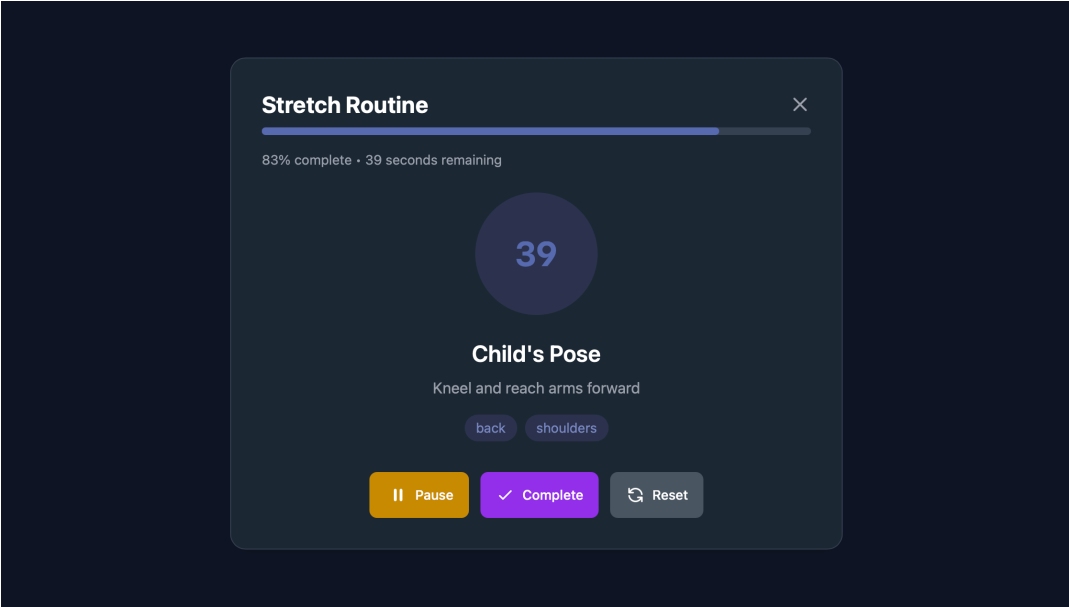 Stretch Routine
83% complete • 39 seconds remaining
39
Child's Pose
Kneel and reach arms forward
back shoulders
Pause Complete Reset